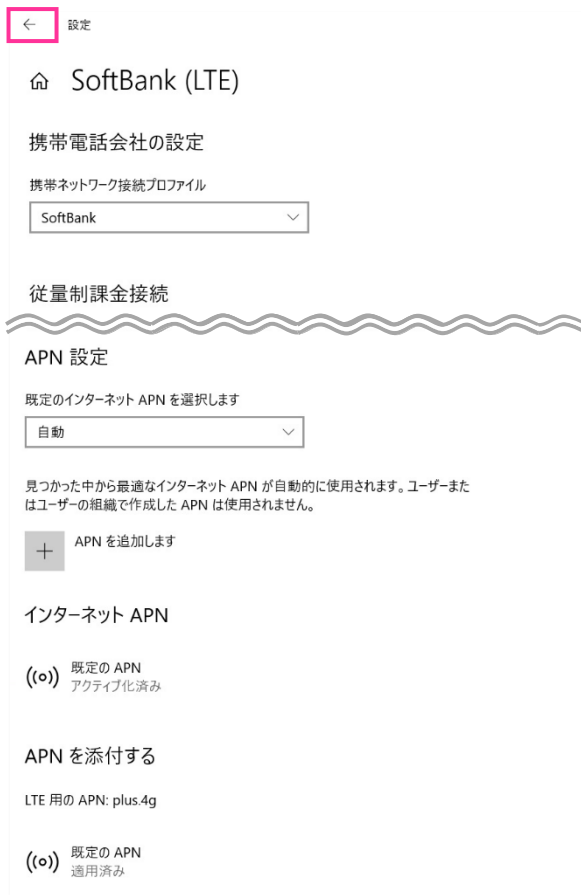 設定
SoftBank (LTE)
携帯電話会社の設定
携帯ネットワーク接続プロファイル
SoftBank
従量制課金接続
APN 設定
既定のインターネット APN を選択します
自動
見つかった中から最適なインターネット APN が自動的に使用されます。ユーザーまた
はユーザーの組織で作成した APN は使用されません。
APN を追加します
インターネット APN
既定の APN
アクティブ化済み
APN を添付する
LTE 用の APN: plus.4g
既定の APN
適用済み